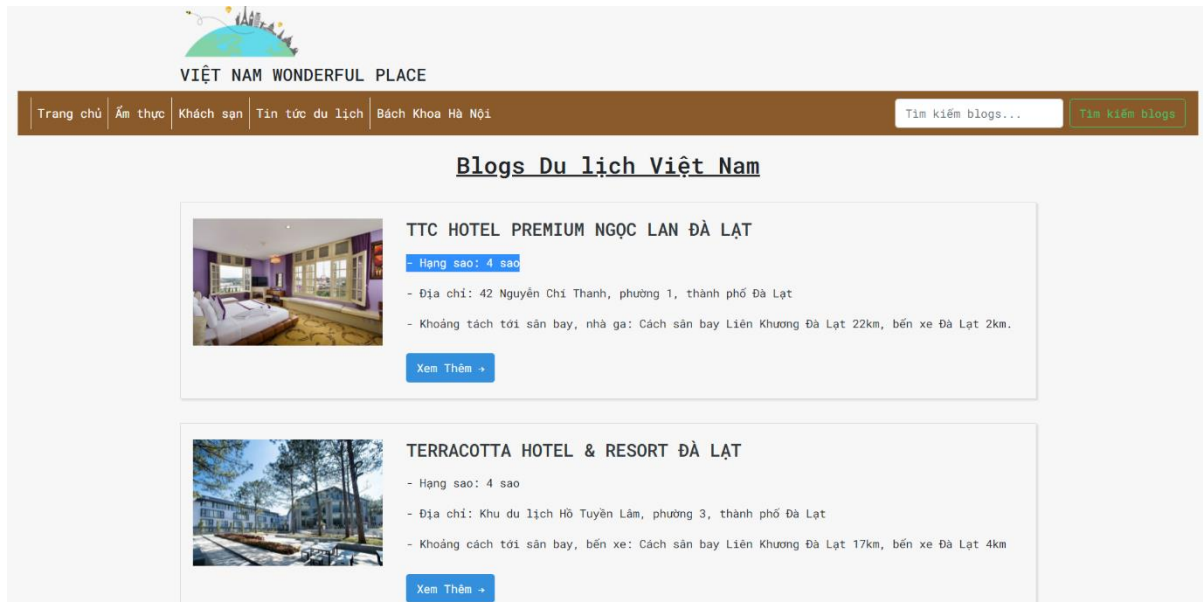 VIỆT NAM WONDERFUL PLACE
Trang chủ Ẩm thực Khách sạn Tin tức du lịch Bách Khoa Hà Nội Tìm kiếm blogs... Tìm kiếm blogs
Blogs Du lịch Việt Nam
TTC HOTEL PREMIUM NGỌC LAN ĐÀ LẠT
- Hạng sao: 4 sao
- Địa chỉ: 42 Nguyễn Chí Thanh, phường 1, thành phố Đà Lạt
- Khoảng tách tới sân bay, nhà ga: Cách sân bay Liên Khương Đà Lạt 22km, bến xe Đà Lạt 2km.
Xem Thêm →
TERRACOTTA HOTEL & RESORT ĐÀ LẠT
- Hạng sao: 4 sao
- Địa chỉ: Khu du lịch Hồ Tuyền Lâm, phường 3, thành phố Đà Lạt
- Khoảng cách tới sân bay, bến xe: Cách sân bay Liên Khương Đà Lạt 17km, bến xe Đà Lạt 4km
Xem Thêm →